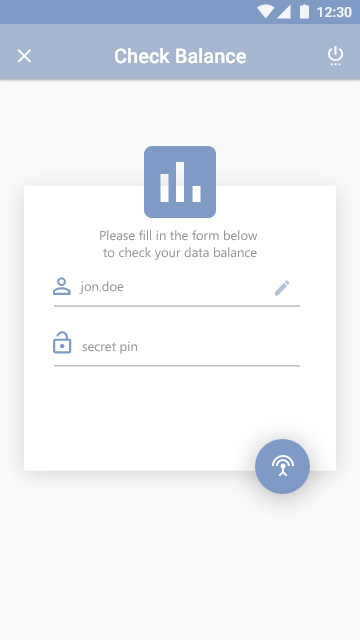 12:30
Check Balance
Please fill in the form below
to check your data balance
jon.doe
secret pin